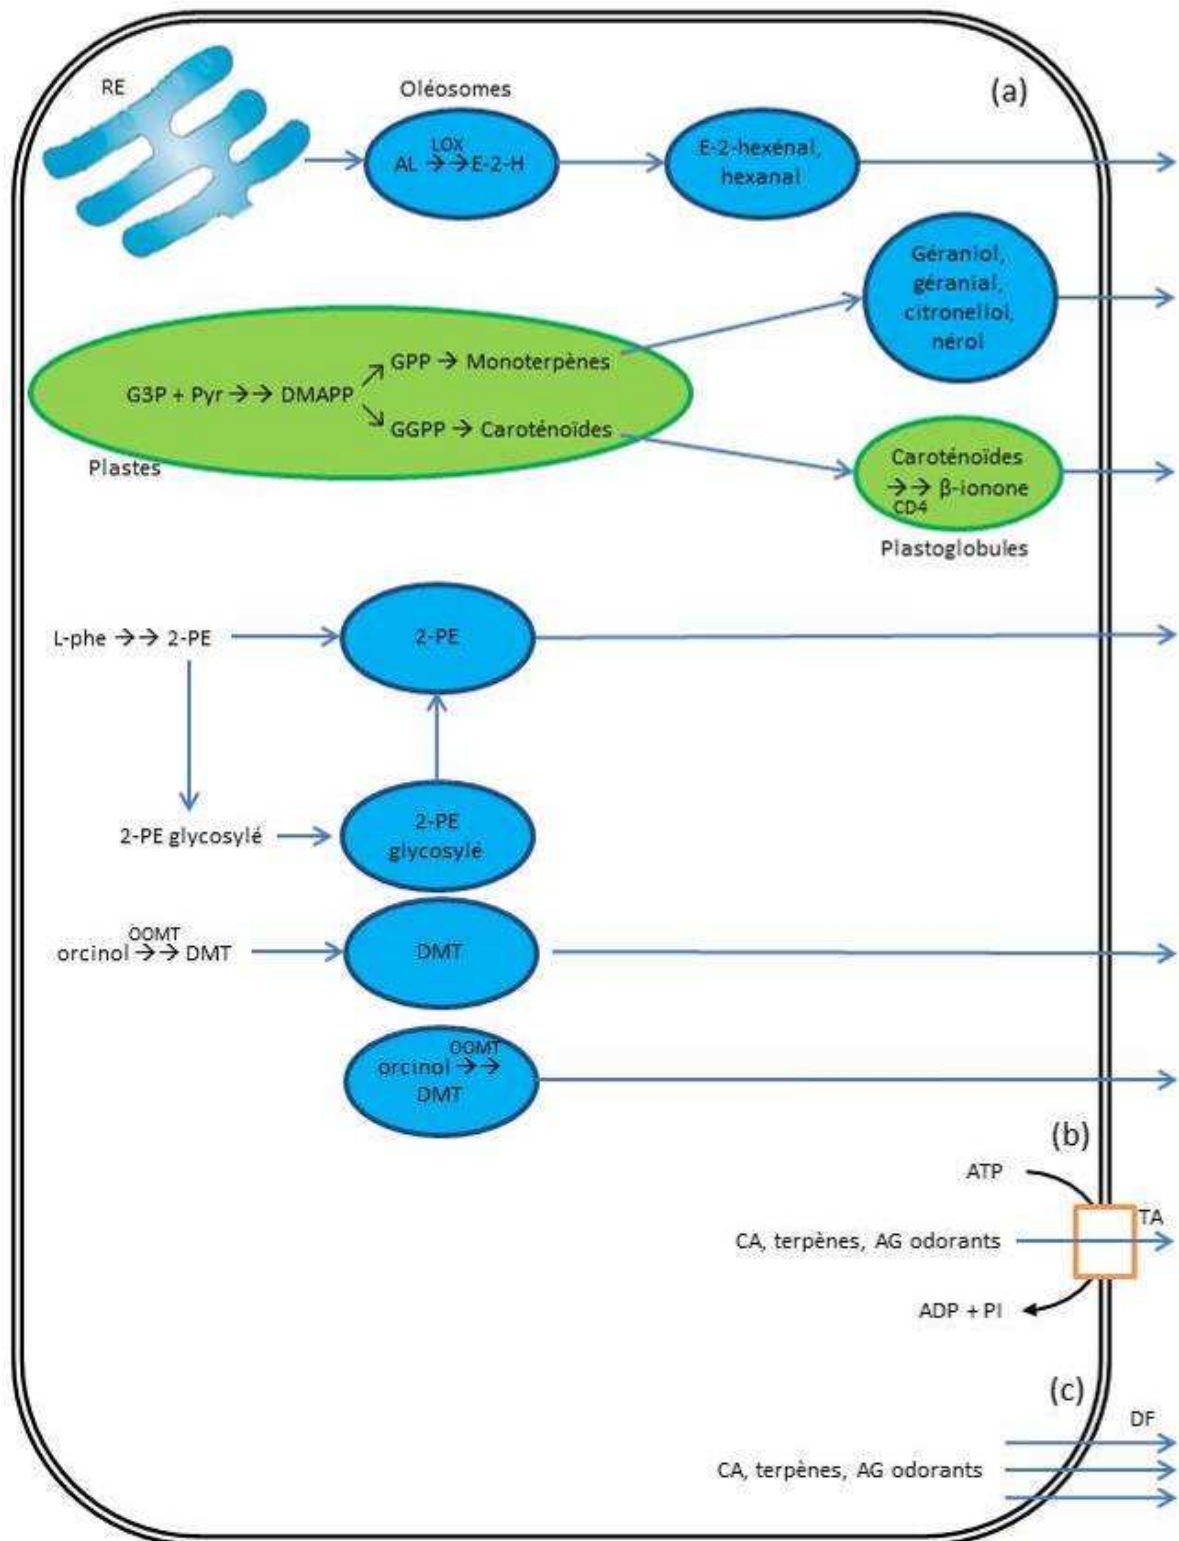 (a)
RE
Oléosomes
LOX
AL →→ E-2-H
E-2-hexénal,
hexanal
Géraniol,
géranial,
citronellol,
nérol
GPP → Monoterpènes
G3P + Pyr →→ DMAPP
GGPP → Caroténoïdes
Plastes
Caroténoïdes
→→ β-ionone
CD4
Plastoglobules
L-phe →→ 2-PE
2-PE
2-PE glycosylé
2-PE
glycosylé
OOMT
orcinol →→ DMT
DMT
OOMT
orcinol →→
DMT
(b)
ATP
TA
CA, terpènes, AG odorants
ADP + PI
(c)
DF
CA, terpènes, AG odorants